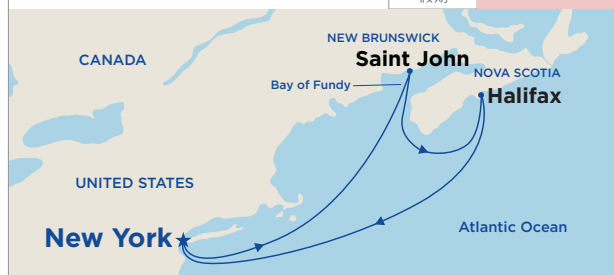 NEW BRUNSWICK
CANADA
Saint John
NOVA SCOTIA
Bay of Fundy
Halifax
UNITED STATES
Atlantic Ocean
New York